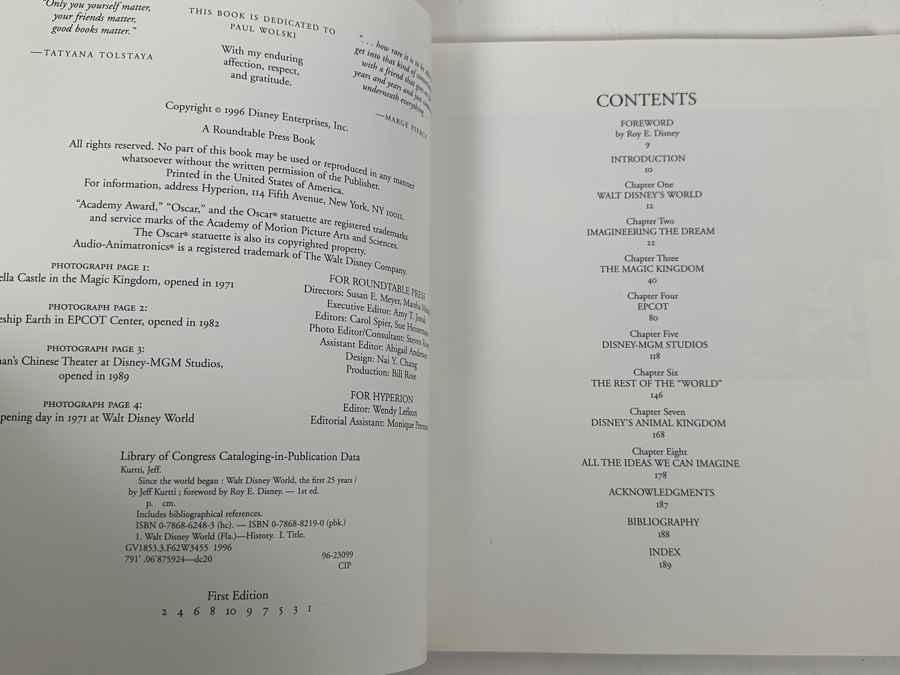 "Only you yourself matter,
your friends matter,
good books matter."
—TATYANA TOLSTAYA
THIS BOOK IS DEDICATED TO
PAUL WOLSKI
With my enduring
affection, respect,
and gratitude.
". . . how rare it is to be able
get into that kind of conversation
with a friend that goes on for
years and years and just continues
underneath everything
—MARGE PIERCY
Copyright © 1996 Disney Enterprises, Inc.
A Roundtable Press Book
All rights reserved. No part of this book may be used or reproduced in any manner
whatsoever without the written permission of the Publisher.
Printed in the United States of America.
For information, address Hyperion, 114 Fifth Avenue, New York, NY 10011.
"Academy Award," "Oscar," and the Oscar® statuette are registered trademarks
and service marks of the Academy of Motion Picture Arts and Sciences.
The Oscar® statuette is also its copyrighted property.
Audio-Animatronics® is a registered trademark of The Walt Disney Company.
PHOTOGRAPH PAGE 1:
ella Castle in the Magic Kingdom, opened in 1971
PHOTOGRAPH PAGE 2:
eship Earth in EPCOT Center, opened in 1982
PHOTOGRAPH PAGE 3:
an's Chinese Theater at Disney-MGM Studios,
opened in 1989
PHOTOGRAPH PAGE 4:
pening day in 1971 at Walt Disney World
FOR ROUNDTABLE PRESS
Directors: Susan E. Meyer, Marsha
Executive Editor: Amy T.
Editors: Carol Spier, Sue Heinemann
Photo Editor/Consultant: Steven
Assistant Editor: Abigail Anderson
Design: Nai Y. Chang
Production: Bill Rose
FOR HYPERION
Editor: Wendy Lefkon
Editorial Assistant: Monique Peterson
Library of Congress Cataloging-in-Publication Data
Kurtti, Jeff.
Since the world began : Walt Disney World, the first 25 years /
by Jeff Kurtti ; foreword by Roy E. Disney. — 1st ed.
p. cm.
Includes bibliographical references.
ISBN 0-7868-6248-3 (hc). — ISBN 0-7868-8219-0 (pbk.)
1. Walt Disney World (Fla.)—History. I. Title.
GV1853.3.F62W3455 1996
791' .06'875924—dc20
96-23099
CIP
First Edition
2 4 6 8 10 9 7 5 3 1
CONTENTS
FOREWORD
by Roy E. Disney
9
INTRODUCTION
10
Chapter One
WALT DISNEY'S WORLD
12
Chapter Two
IMAGINEERING THE DREAM
22
Chapter Three
THE MAGIC KINGDOM
40
Chapter Four
EPCOT
80
Chapter Five
DISNEY-MGM STUDIOS
118
Chapter Six
THE REST OF THE "WORLD"
146
Chapter Seven
DISNEY'S ANIMAL KINGDOM
168
Chapter Eight
ALL THE IDEAS WE CAN IMAGINE
178
ACKNOWLEDGMENTS
187
BIBLIOGRAPHY
188
INDEX
189